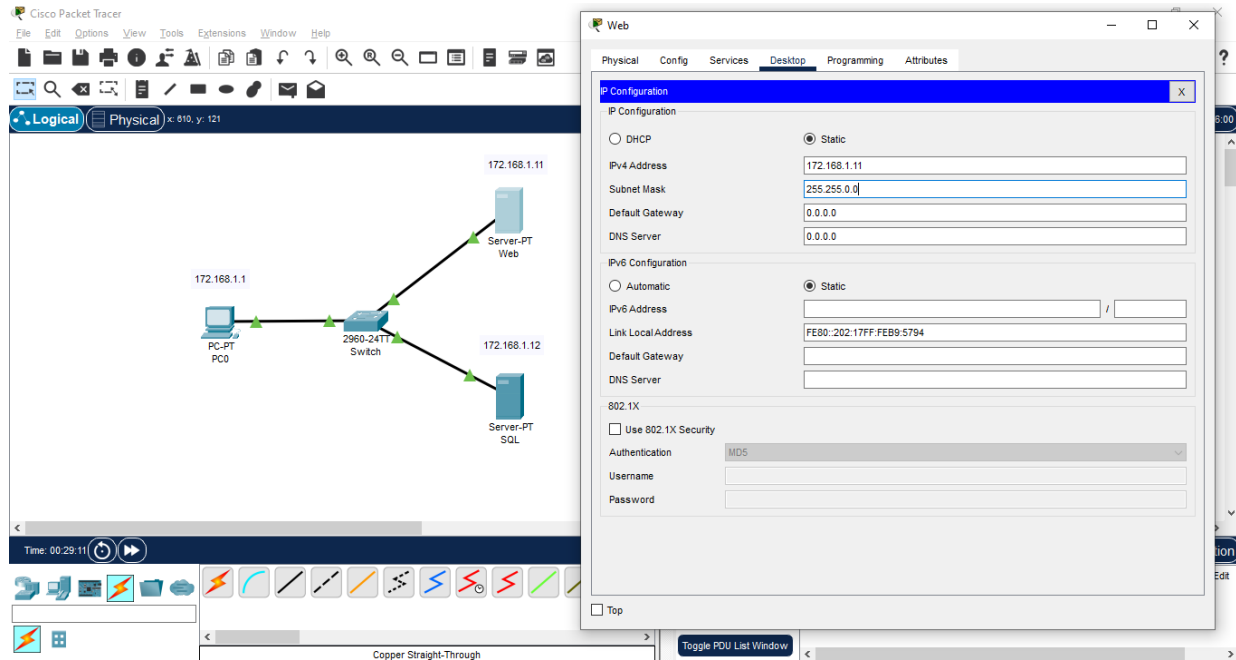 Cisco Packet Tracer
File Edit Options View Tools Extensions Window Help
?
Logical Physical x: 610, y: 121
6:00
172.168.1.11
Server-PT
Web
172.168.1.1
PC-PT
PC0
2960-24TT
Switch
172.168.1.12
Server-PT
SQL
Time: 00:29:11
Copper Straight-Through
Web
Physical Config Services Desktop Programming Attributes
IP Configuration X
IP Configuration
DHCP Static
IPv4 Address 172.168.1.11
Subnet Mask 255.255.0.0
Default Gateway 0.0.0.0
DNS Server 0.0.0.0
IPv6 Configuration
Automatic Static
IPv6 Address /
Link Local Address FE80::202:17FF:FEB9:5794
Default Gateway
DNS Server
802.1X
Use 802.1X Security
Authentication MD5
Username
Password
Top
Toggle PDU List Window
ion
Edit